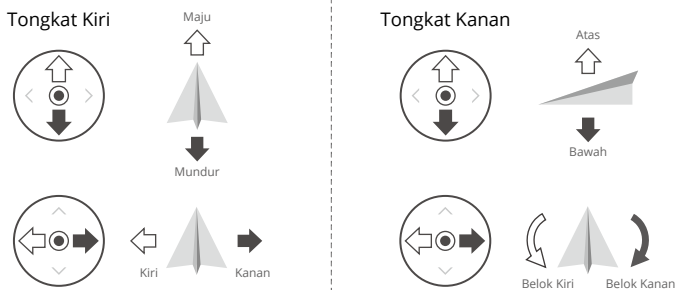 Tongkat Kiri
Maju
Mundur
Kiri
Kanan
Tongkat Kanan
Atas
Bawah
Belok Kiri
Belok Kanan